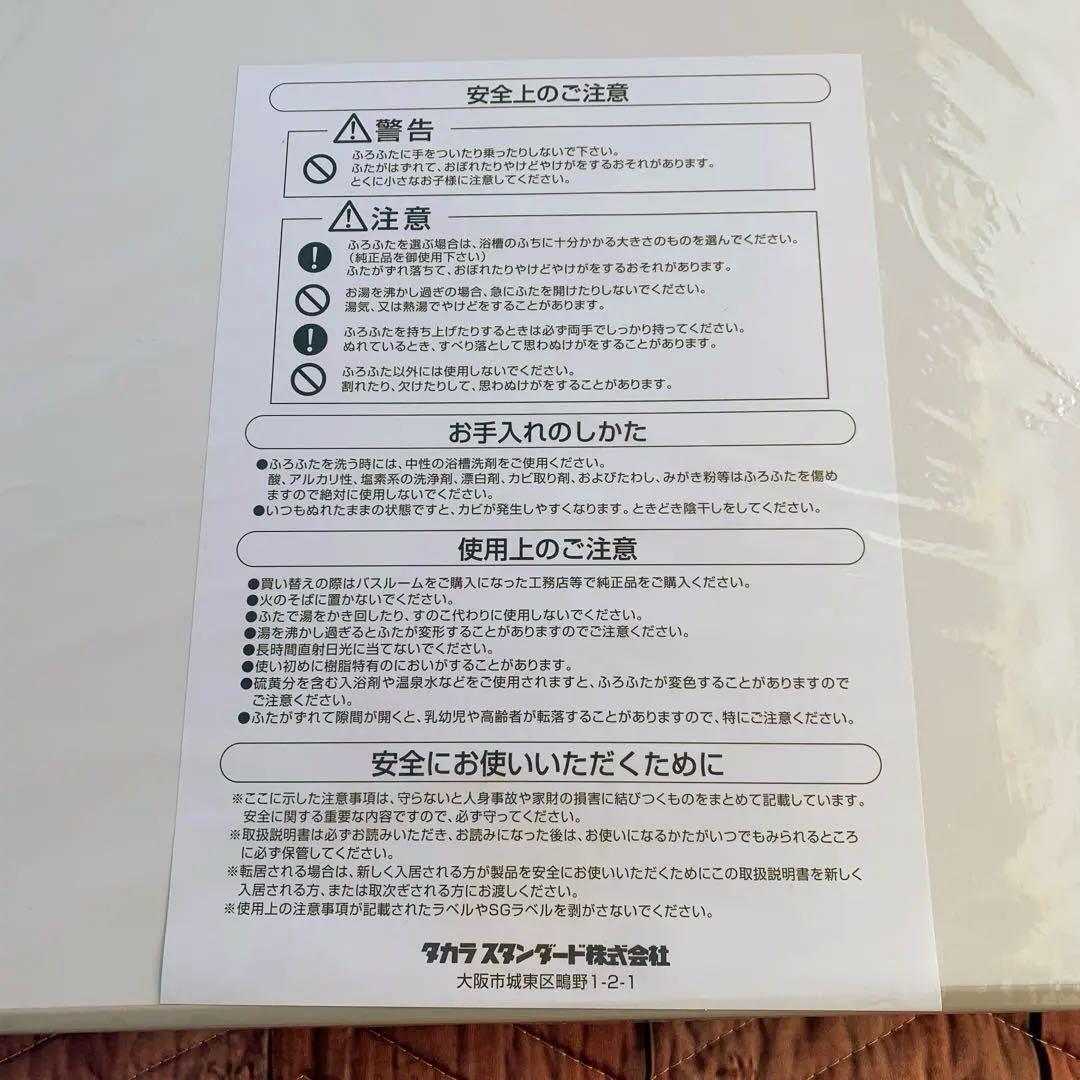 安全上のご注意
警告
ふろふたに手をついたり乗ったりしないで下さい。
ふたがはずれて、おぼれたりやけどやけがをするおそれがあります。
とくに小さなお子様に注意してください。
注意
ふろふたを選ぶ場合は、浴槽のふちに十分かかる大きさのものを選んでください。
(純正品を御使用下さい)
ふたがずれ落ちて、おぼれたりやけどやけがをするおそれがあります。
お湯を沸かし過ぎの場合、急にふたを開けたりしないでください。
湯気、又は熱湯でやけどをすることがあります。
ふろふたを持ち上げたりするときは必ず両手でしっかり持ってください。
ぬれているとき、すべり落として思わぬけがをすることがあります。
ふろふた以外には使用しないでください。
割れたり、欠けたりして、思わぬけがをすることがあります。
お手入れのしかた
●ふろふたを洗う時には、中性の浴槽洗剤をご使用ください。
酸、アルカリ性、塩素系の洗浄剤、漂白剤、カビ取り剤、およびたわし、みがき粉等はふろふたを傷め
ますので絶対に使用しないでください。
●いつもぬれたままの状態ですと、カビが発生しやすくなります。ときどき陰干しをしてください。
使用上のご注意
●買い替えの際はバスルームをご購入になった工務店等で純正品をご購入ください。
●火のそばに置かないでください。
●ふたで湯をかき回したり、すのこ代わりに使用しないでください。
●湯を沸かし過ぎるとふたが変形することがありますのでご注意ください。
●長時間直射日光に当てないでください。
●使い初めに樹脂特有のにおいがすることがあります。
●硫黄分を含む入浴剤や温泉水などをご使用されますと、ふろふたが変色することがありますので
ご注意ください。
●ふたがずれて隙間が開くと、乳幼児や高齢者が転落することがありますので、特にご注意ください。
安全にお使いいただくために
※ここに示した注意事項は、守らないと人身事故や家財の損害に結びつくものをまとめて記載しています。
安全に関する重要な内容ですので、必ず守ってください。
※取扱説明書は必ずお読みいただき、お読みになった後は、お使いになるかたがいつでもみられるところ
に必ず保管してください。
※転居される場合は、新しく入居される方が製品を安全にお使いいただくためにこの取扱説明書を新しく
入居される方、または取次ぎされる方にお渡しください。
※使用上の注意事項が記載されたラベルやSGラベルを剥がさないでください。
タカラ スタンダード株式会社
大阪市城東区鴫野1-2-1